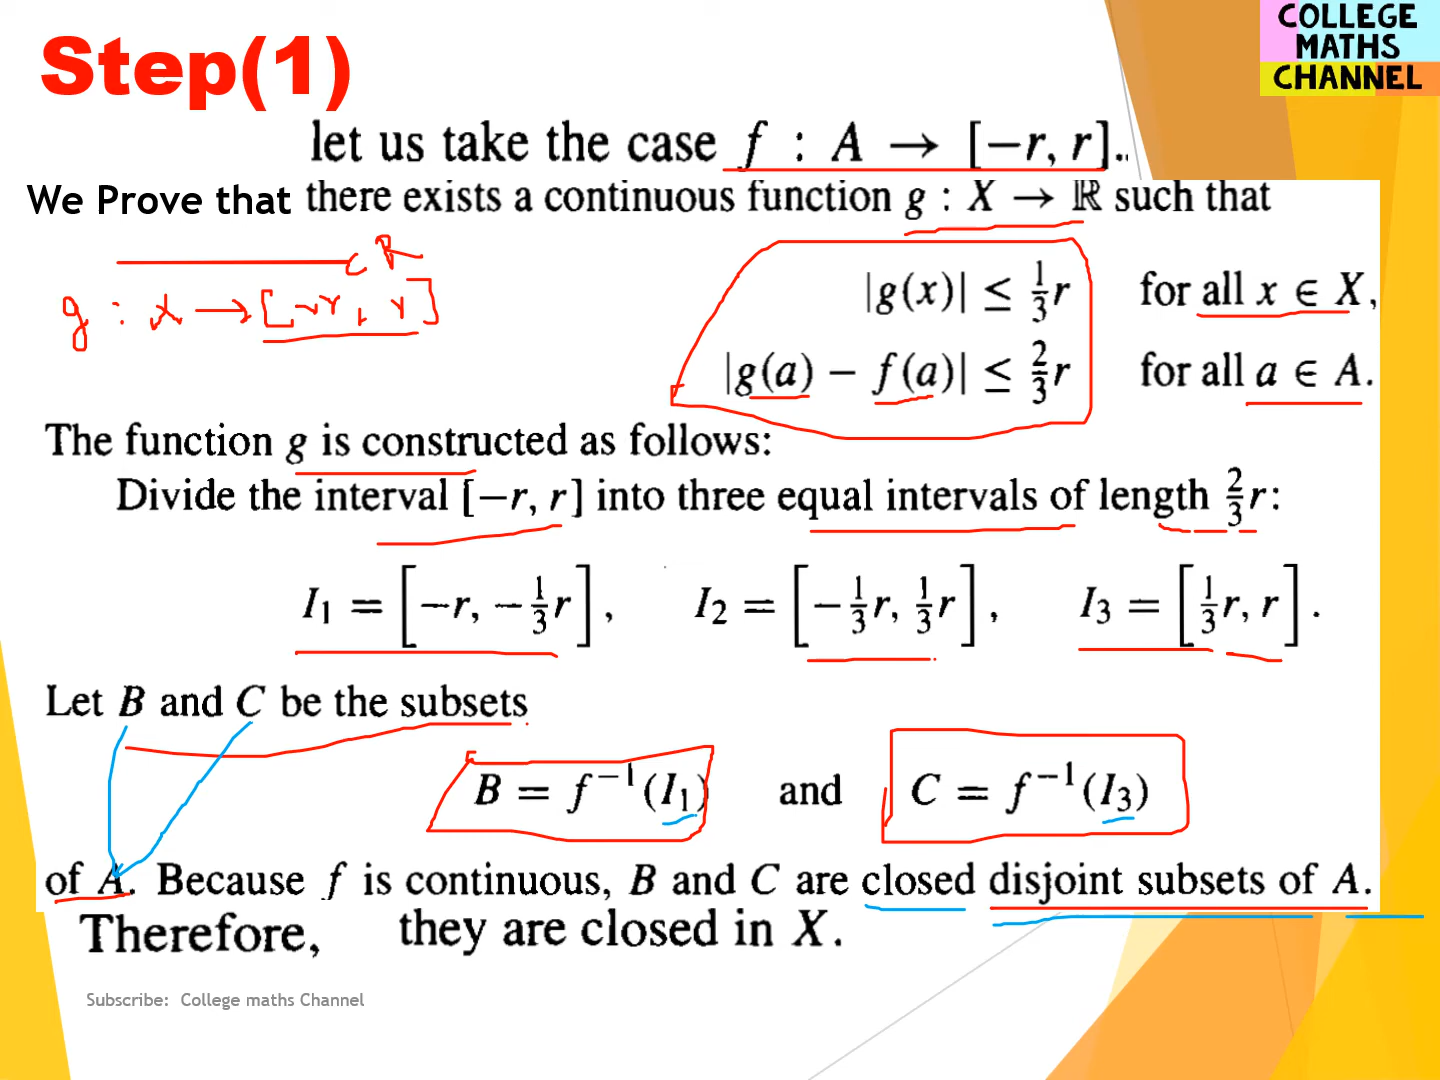 COLLEGE
MATHS
CHANNEL
Step(1)
let us take the case f : A → [−r, r]..
We Prove that there exists a continuous function g : X → ℝ such that
R
g : X → [−r, r]
|g(x)| ≤ 1/3 r for all x ∈ X,
|g(a) − f(a)| ≤ 2/3 r for all a ∈ A.
The function g is constructed as follows:
Divide the interval [−r, r] into three equal intervals of length 2/3 r:
I₁ = [−r, −1/3 r], I₂ = [−1/3 r, 1/3 r], I₃ = [1/3 r, r].
Let B and C be the subsets
B = f⁻¹(I₁) and C = f⁻¹(I₃)
of A. Because f is continuous, B and C are closed disjoint subsets of A.
Therefore, they are closed in X.
Subscribe: College maths Channel